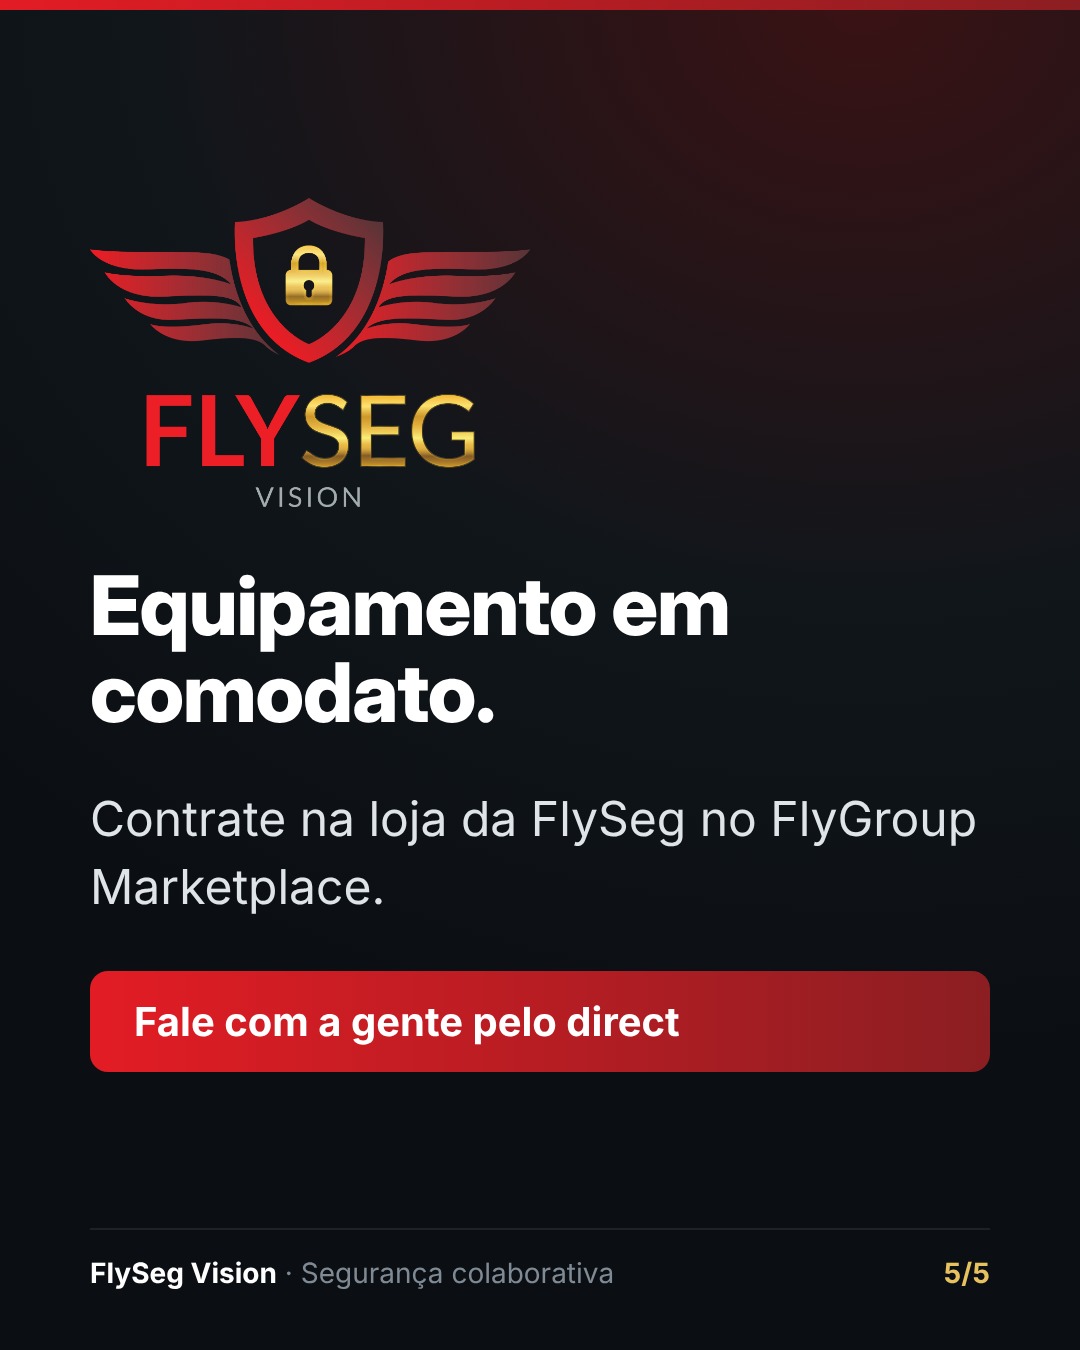 FLYSEG
VISION
Equipamento em
comodato.
Contrate na loja da FlySeg no FlyGroup
Marketplace.
Fale com a gente pelo direct
FlySeg Vision · Segurança colaborativa
5/5